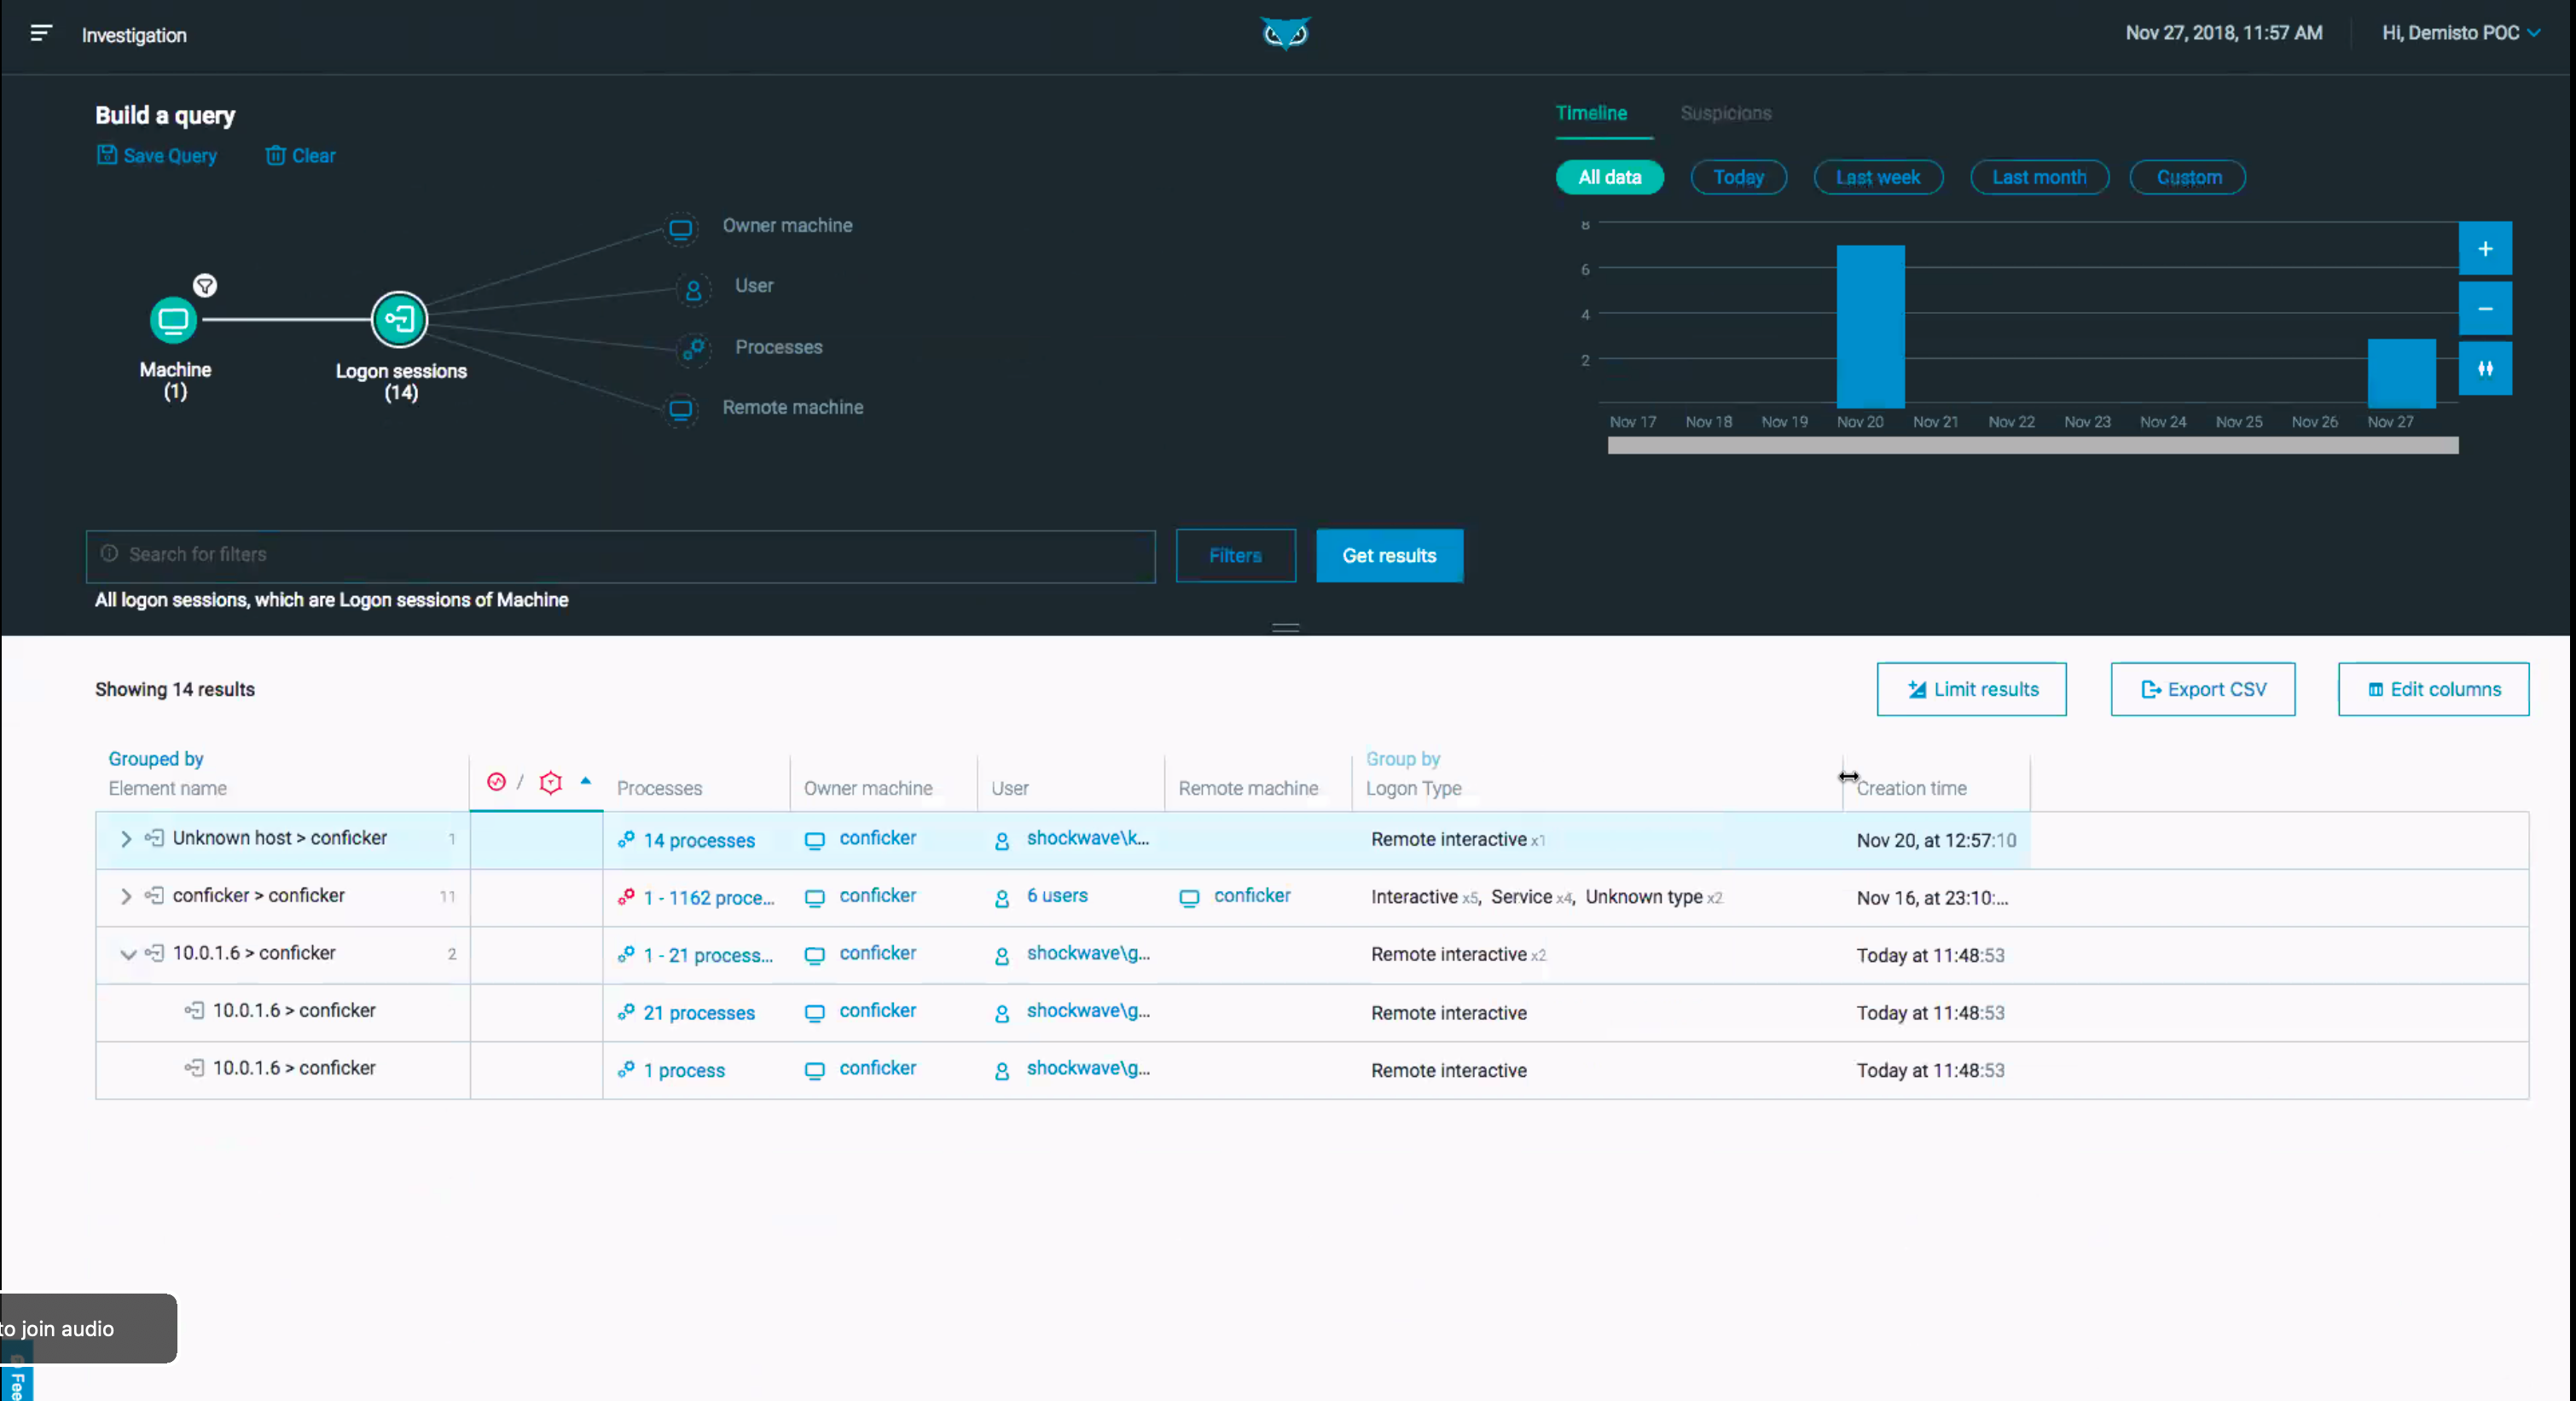 Investigation
Nov 27, 2018, 11:57 AM
Hi, Demisto POC
Build a query
Save Query
Clear
Timeline
Suspicions
All data
Today
Last week
Last month
Custom
Owner machine
User
Processes
Remote machine
Machine
(1)
Logon sessions
(14)
8
6
4
2
Nov 17 Nov 18 Nov 19 Nov 20 Nov 21 Nov 22 Nov 23 Nov 24 Nov 25 Nov 26 Nov 27
Search for filters
Filters
Get results
All logon sessions, which are Logon sessions of Machine
Showing 14 results
Limit results
Export CSV
Edit columns
Grouped by
Element name
/
Processes
Owner machine
User
Remote machine
Group by
Logon Type
Creation time
Unknown host > conficker 1 14 processes conficker shockwave\k... Remote interactive x1 Nov 20, at 12:57:10
conficker > conficker 11 1 - 1162 proce... conficker 6 users conficker Interactive x5, Service x4, Unknown type x2 Nov 16, at 23:10:...
10.0.1.6 > conficker 2 1 - 21 process... conficker shockwave\g... Remote interactive x2 Today at 11:48:53
10.0.1.6 > conficker 21 processes conficker shockwave\g... Remote interactive Today at 11:48:53
10.0.1.6 > conficker 1 process conficker shockwave\g... Remote interactive Today at 11:48:53
to join audio
Fee